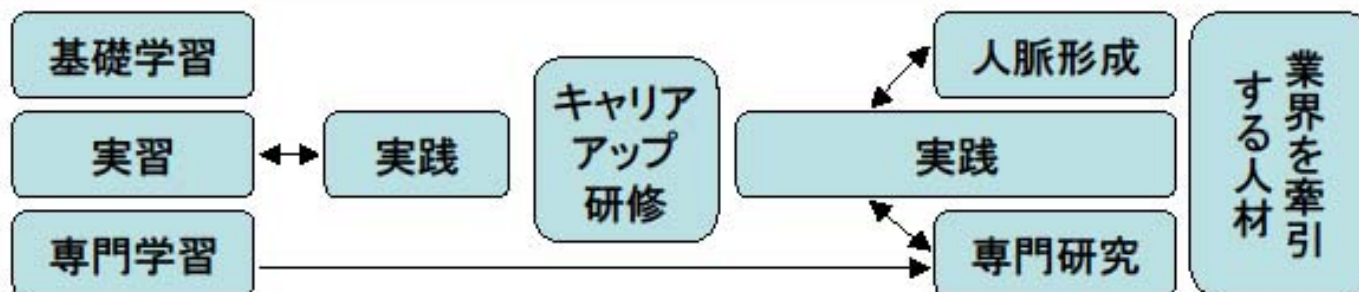 基礎学習
実習
専門学習
実践
キャリア
アップ
研修
人脈形成
実践
専門研究
業界を牽引
する人材